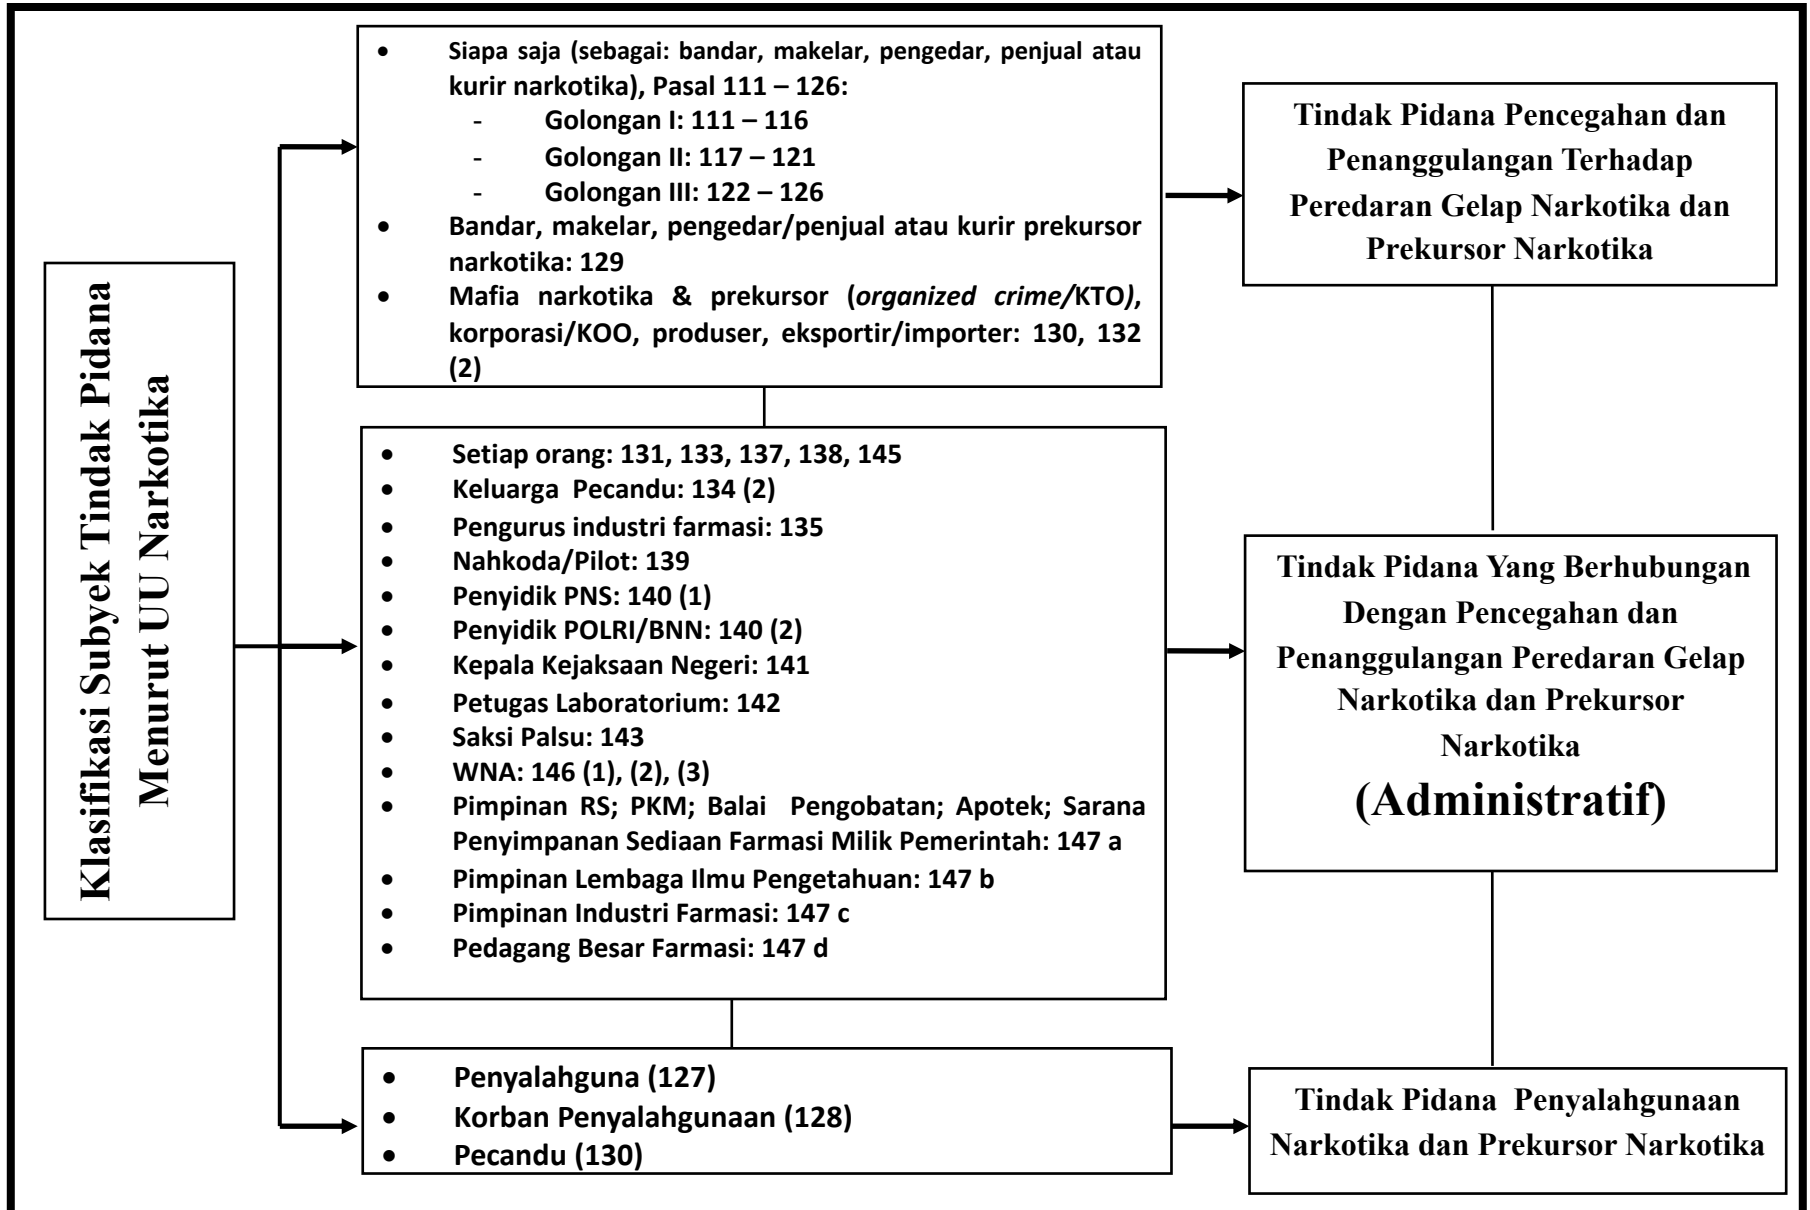 Klasifikasi Subyek Tindak Pidana
Menurut UU Narkotika
• Siapa saja (sebagai: bandar, makelar, pengedar, penjual atau
kurir narkotika), Pasal 111 – 126:
- Golongan I: 111 – 116
- Golongan II: 117 – 121
- Golongan III: 122 – 126
• Bandar, makelar, pengedar/penjual atau kurir prekursor
narkotika: 129
• Mafia narkotika & prekursor (organized crime/KTO),
korporasi/KOO, produser, eksportir/importer: 130, 132
(2)
Tindak Pidana Pencegahan dan
Penanggulangan Terhadap
Peredaran Gelap Narkotika dan
Prekursor Narkotika
• Setiap orang: 131, 133, 137, 138, 145
• Keluarga Pecandu: 134 (2)
• Pengurus industri farmasi: 135
• Nahkoda/Pilot: 139
• Penyidik PNS: 140 (1)
• Penyidik POLRI/BNN: 140 (2)
• Kepala Kejaksaan Negeri: 141
• Petugas Laboratorium: 142
• Saksi Palsu: 143
• WNA: 146 (1), (2), (3)
• Pimpinan RS; PKM; Balai Pengobatan; Apotek; Sarana
Penyimpanan Sediaan Farmasi Milik Pemerintah: 147 a
• Pimpinan Lembaga Ilmu Pengetahuan: 147 b
• Pimpinan Industri Farmasi: 147 c
• Pedagang Besar Farmasi: 147 d
Tindak Pidana Yang Berhubungan
Dengan Pencegahan dan
Penanggulangan Peredaran Gelap
Narkotika dan Prekursor
Narkotika
(Administratif)
• Penyalahguna (127)
• Korban Penyalahgunaan (128)
• Pecandu (130)
Tindak Pidana Penyalahgunaan
Narkotika dan Prekursor Narkotika